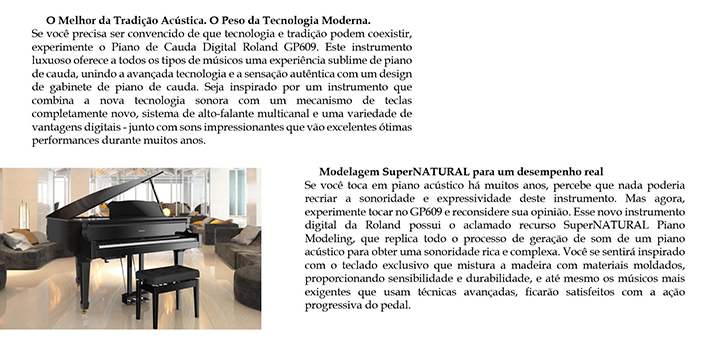 O Melhor da Tradição Acústica. O Peso da Tecnologia Moderna.
Se você precisa ser convencido de que tecnologia e tradição podem coexistir,
experimente o Piano de Cauda Digital Roland GP609. Este instrumento
luxuoso oferece a todos os tipos de músicos uma experiência sublime de piano
de cauda, unindo a avançada tecnologia e a sensação autêntica com um design
de gabinete de piano de cauda. Seja inspirado por um instrumento que
combina a nova tecnologia sonora com um mecanismo de teclas
completamente novo, sistema de alto-falante multicanal e uma variedade de
vantagens digitais - junto com sons impressionantes que vão excelentes ótimas
performances durante muitos anos.
Modelagem SuperNATURAL para um desempenho real
Se você toca em piano acústico há muitos anos, percebe que nada poderia
recriar a sonoridade e expressividade deste instrumento. Mas agora,
experimente tocar no GP609 e reconsidere sua opinião. Esse novo instrumento
digital da Roland possui o aclamado recurso SuperNATURAL Piano
Modeling, que replica todo o processo de geração de som de um piano
acústico para obter uma sonoridade rica e complexa. Você se sentirá inspirado
com o teclado exclusivo que mistura a madeira com materiais moldados,
proporcionando sensibilidade e durabilidade, e até mesmo os músicos mais
exigentes que usam técnicas avançadas, ficarão satisfeitos com a ação
progressiva do pedal.